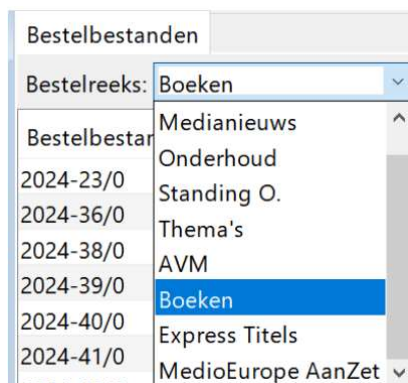 Bestelbestanden
Bestelreeks: Boeken
Bestelbestan
Medianieuws
Onderhoud
Standing O.
Thema's
AVM
Boeken
Express Titels
MedioEurope AanZet
2024-23/0
2024-36/0
2024-38/0
2024-39/0
2024-40/0
2024-41/0